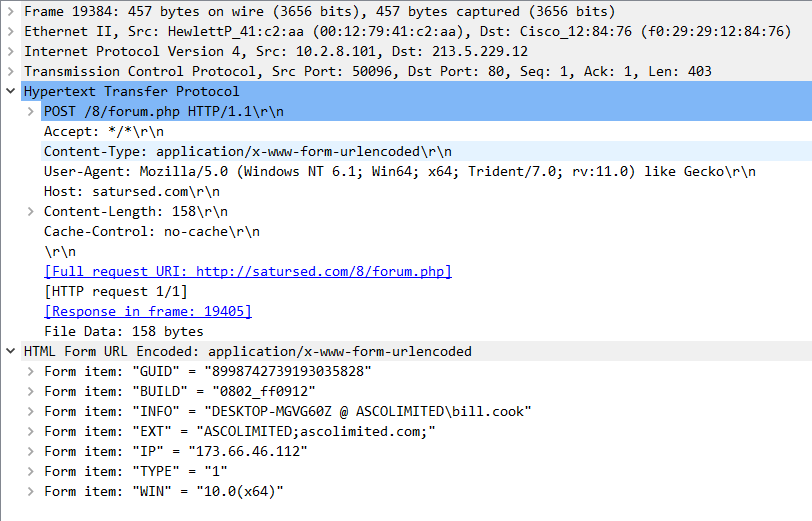 Frame 19384: 457 bytes on wire (3656 bits), 457 bytes captured (3656 bits)
Ethernet II, Src: HewlettP_41:c2:aa (00:12:79:41:c2:aa), Dst: Cisco_12:84:76 (f0:29:29:12:84:76)
Internet Protocol Version 4, Src: 10.2.8.101, Dst: 213.5.229.12
Transmission Control Protocol, Src Port: 50096, Dst Port: 80, Seq: 1, Ack: 1, Len: 403
Hypertext Transfer Protocol
POST /8/forum.php HTTP/1.1\r\n
Accept: */*\r\n
Content-Type: application/x-www-form-urlencoded\r\n
User-Agent: Mozilla/5.0 (Windows NT 6.1; Win64; x64; Trident/7.0; rv:11.0) like Gecko\r\n
Host: satursed.com\r\n
Content-Length: 158\r\n
Cache-Control: no-cache\r\n
\r\n
[Full request URI: http://satursed.com/8/forum.php]
[HTTP request 1/1]
[Response in frame: 19405]
File Data: 158 bytes
HTML Form URL Encoded: application/x-www-form-urlencoded
Form item: "GUID" = "8998742739193035828"
Form item: "BUILD" = "0802_ff0912"
Form item: "INFO" = "DESKTOP-MGVG60Z @ ASCOLIMITED\bill.cook"
Form item: "EXT" = "ASCOLIMITED;ascolimited.com;"
Form item: "IP" = "173.66.46.112"
Form item: "TYPE" = "1"
Form item: "WIN" = "10.0(x64)"